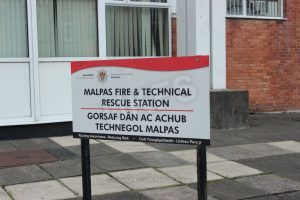 MALPAS FIRE & TECHNICAL
RESCUE STATION
GORSAF DÂN AC ACHUB
TECHNEGOL MALPAS